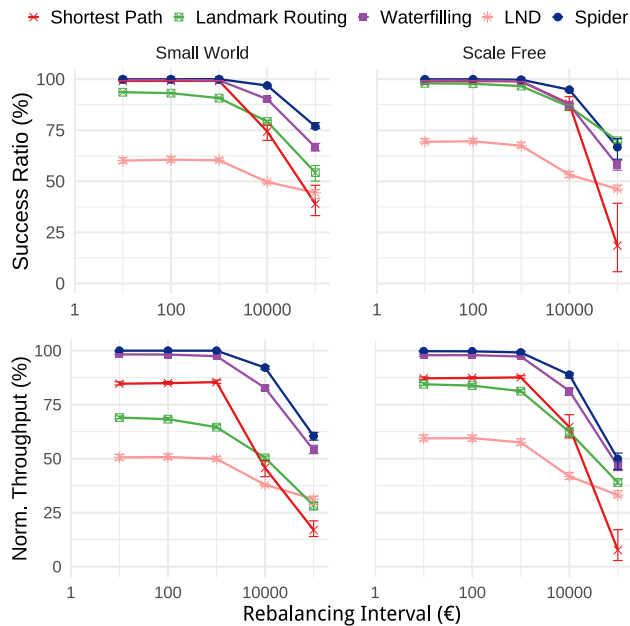 Shortest Path Landmark Routing Waterfilling LND Spider
Small World Scale Free
Success Ratio (%)
100
75
50
25
0
1 100 10000 1 100 10000
Norm. Throughput (%)
100
75
50
25
0
1 100 10000 1 100 10000
Rebalancing Interval (€)